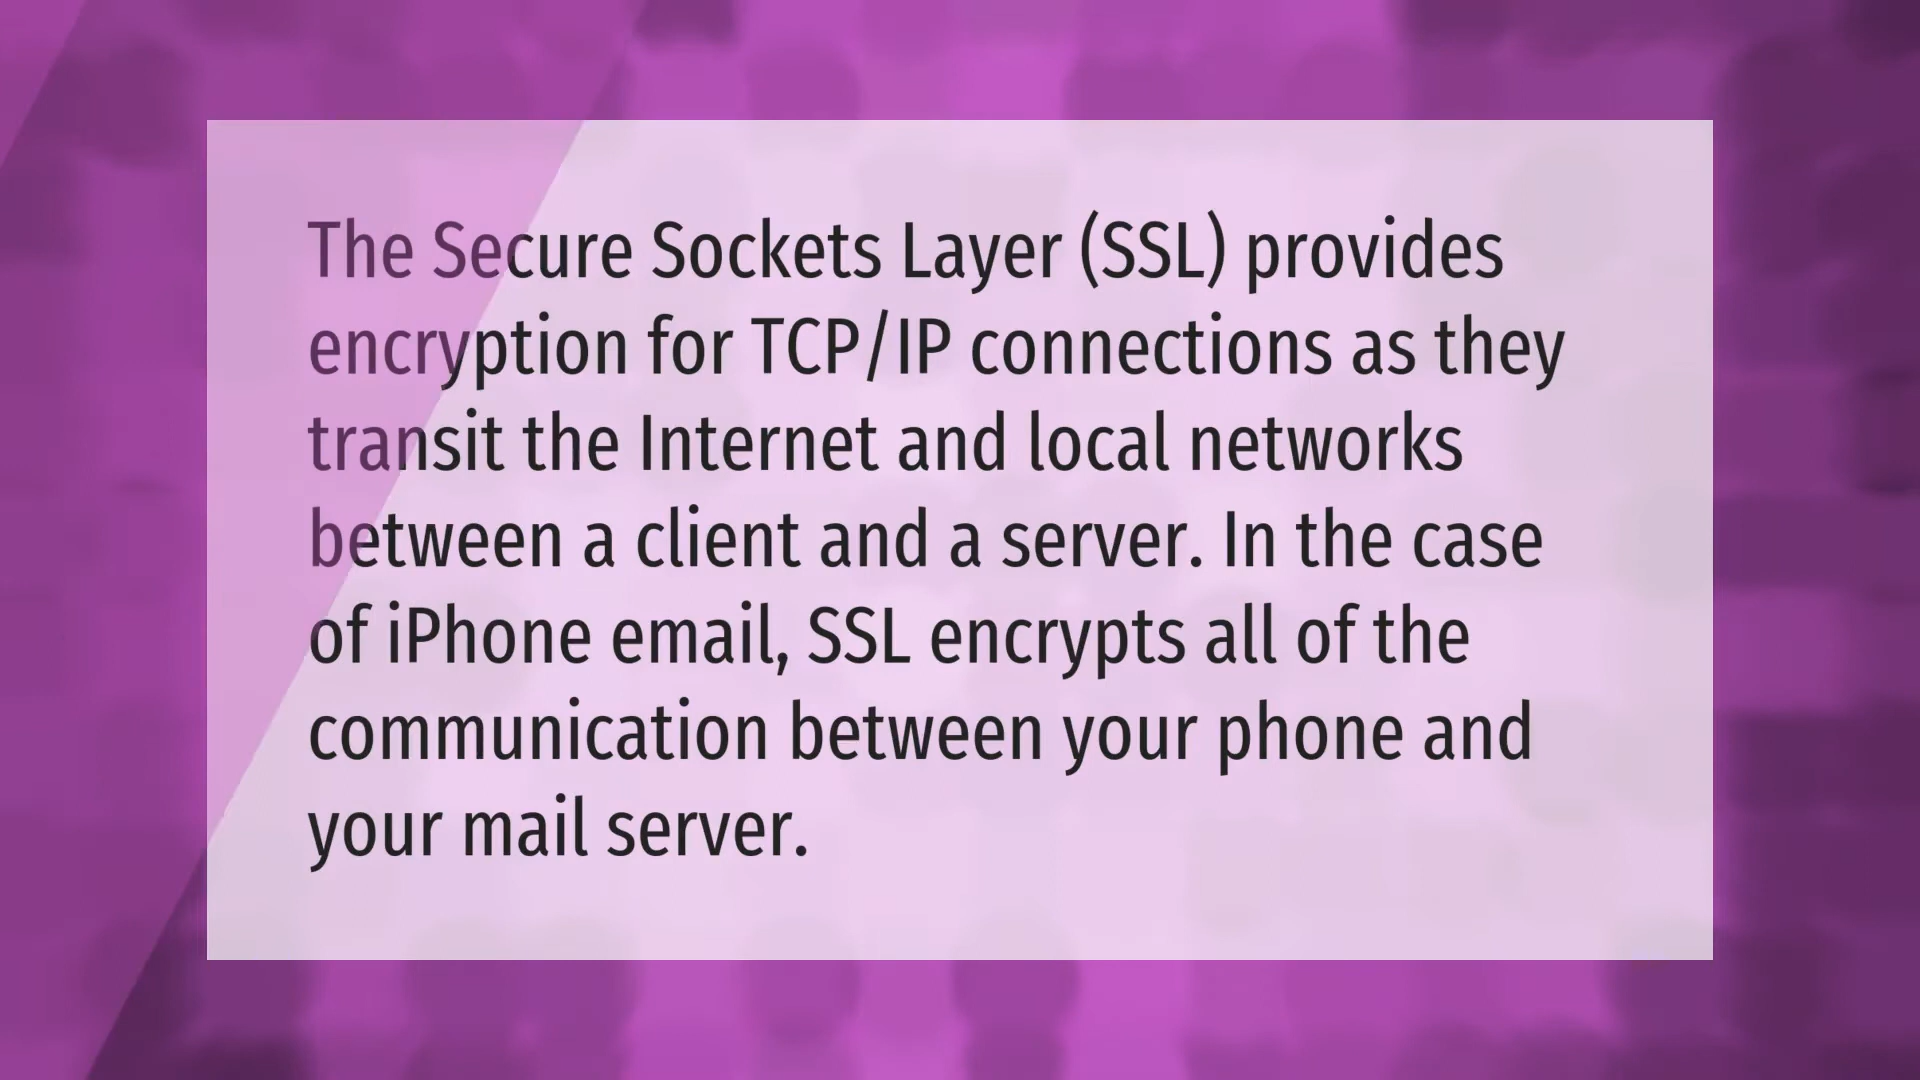 The Secure Sockets Layer (SSL) provides
encryption for TCP/IP connections as they
transit the Internet and local networks
between a client and a server. In the case
of iPhone email, SSL encrypts all of the
communication between your phone and
your mail server.